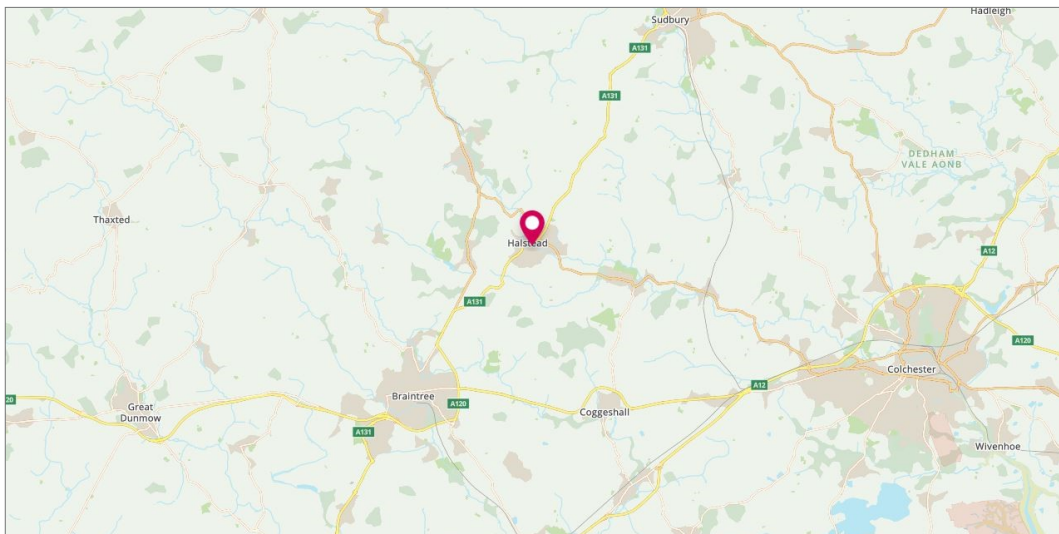 Hadleigh
Sudbury
A131
A131
DEDHAM
VALE AONB
Thaxted
Halstead
A12
A131
A120
Colchester
A12
20
Braintree
A120
Great
Dunmow
Coggeshall
A131
Wivenhoe